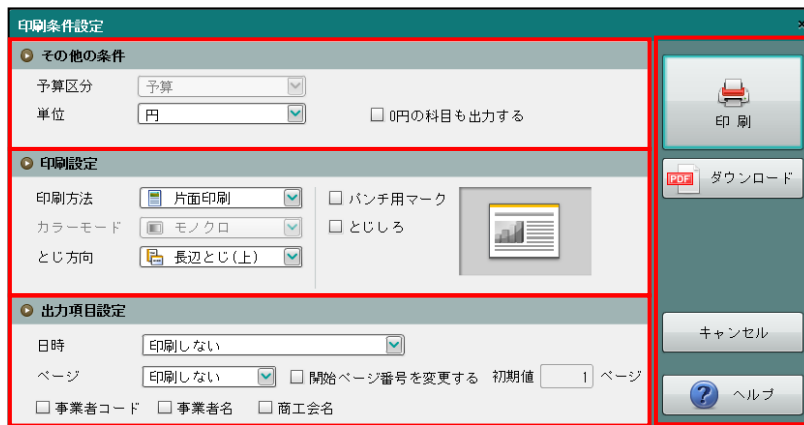 印刷条件設定
その他の条件
予算区分 予算
単位 円 0円の科目も出力する
印刷設定
印刷方法 片面印刷 パンチ用マーク
カラーモード モノクロ とじしろ
とじ方向 長辺とじ(上)
出力項目設定
日時 印刷しない
ページ 印刷しない 開始ページ番号を変更する 初期値 1 ページ
事業者コード 事業者名 商工会名
印刷
PDF ダウンロード
キャンセル
ヘルプ